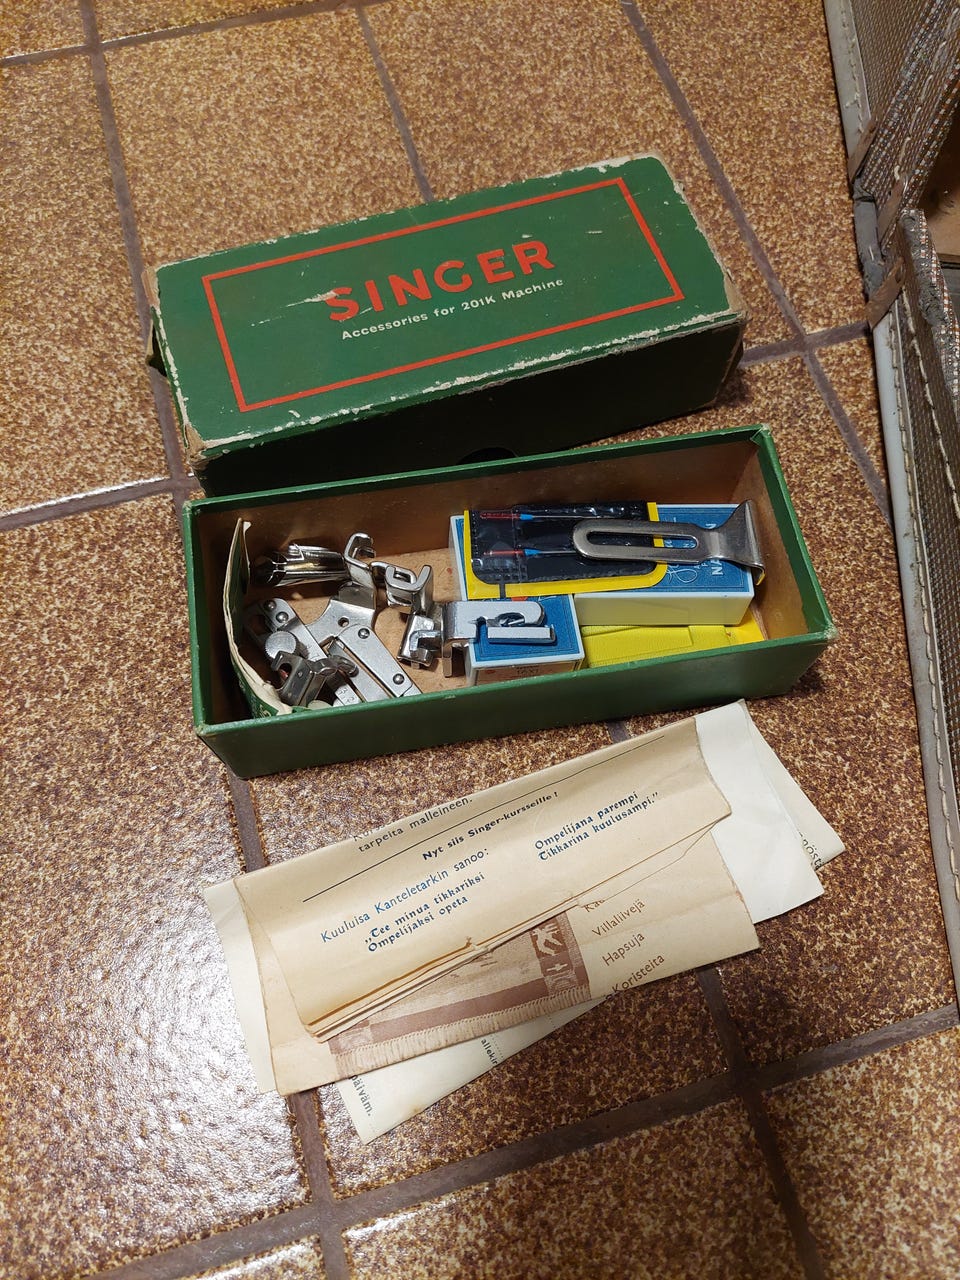 SINGER
Accessories for 201K Machine
tarpeita malleineen.
Nyt siis Singer-kursseille!
Kuuluisa Kanteletarkin sanoo:
„Tee minua tikkariksi
Ompelijaksi opeta
Ompelijana parempi
Tikkarina kuulusampi.”
Villaliivejä
Hapsuja
Koristeita